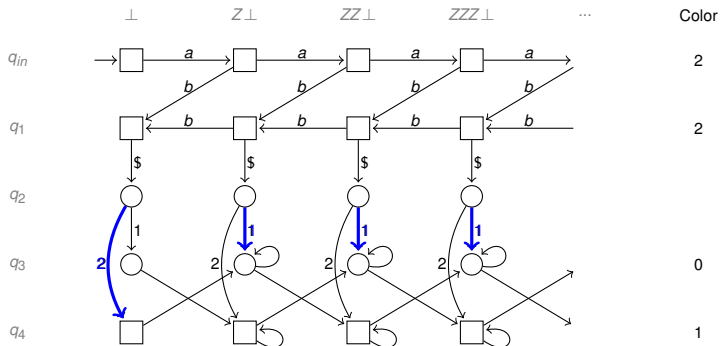 ⊥ Z⊥ ZZ⊥ ZZZ⊥ ... Color
q_in a a a a 2
b b b b
q_1 b b b b 2
$ $ $ $
q_2
1 1 1 1
q_3 2 2 2 2 0
q_4 1